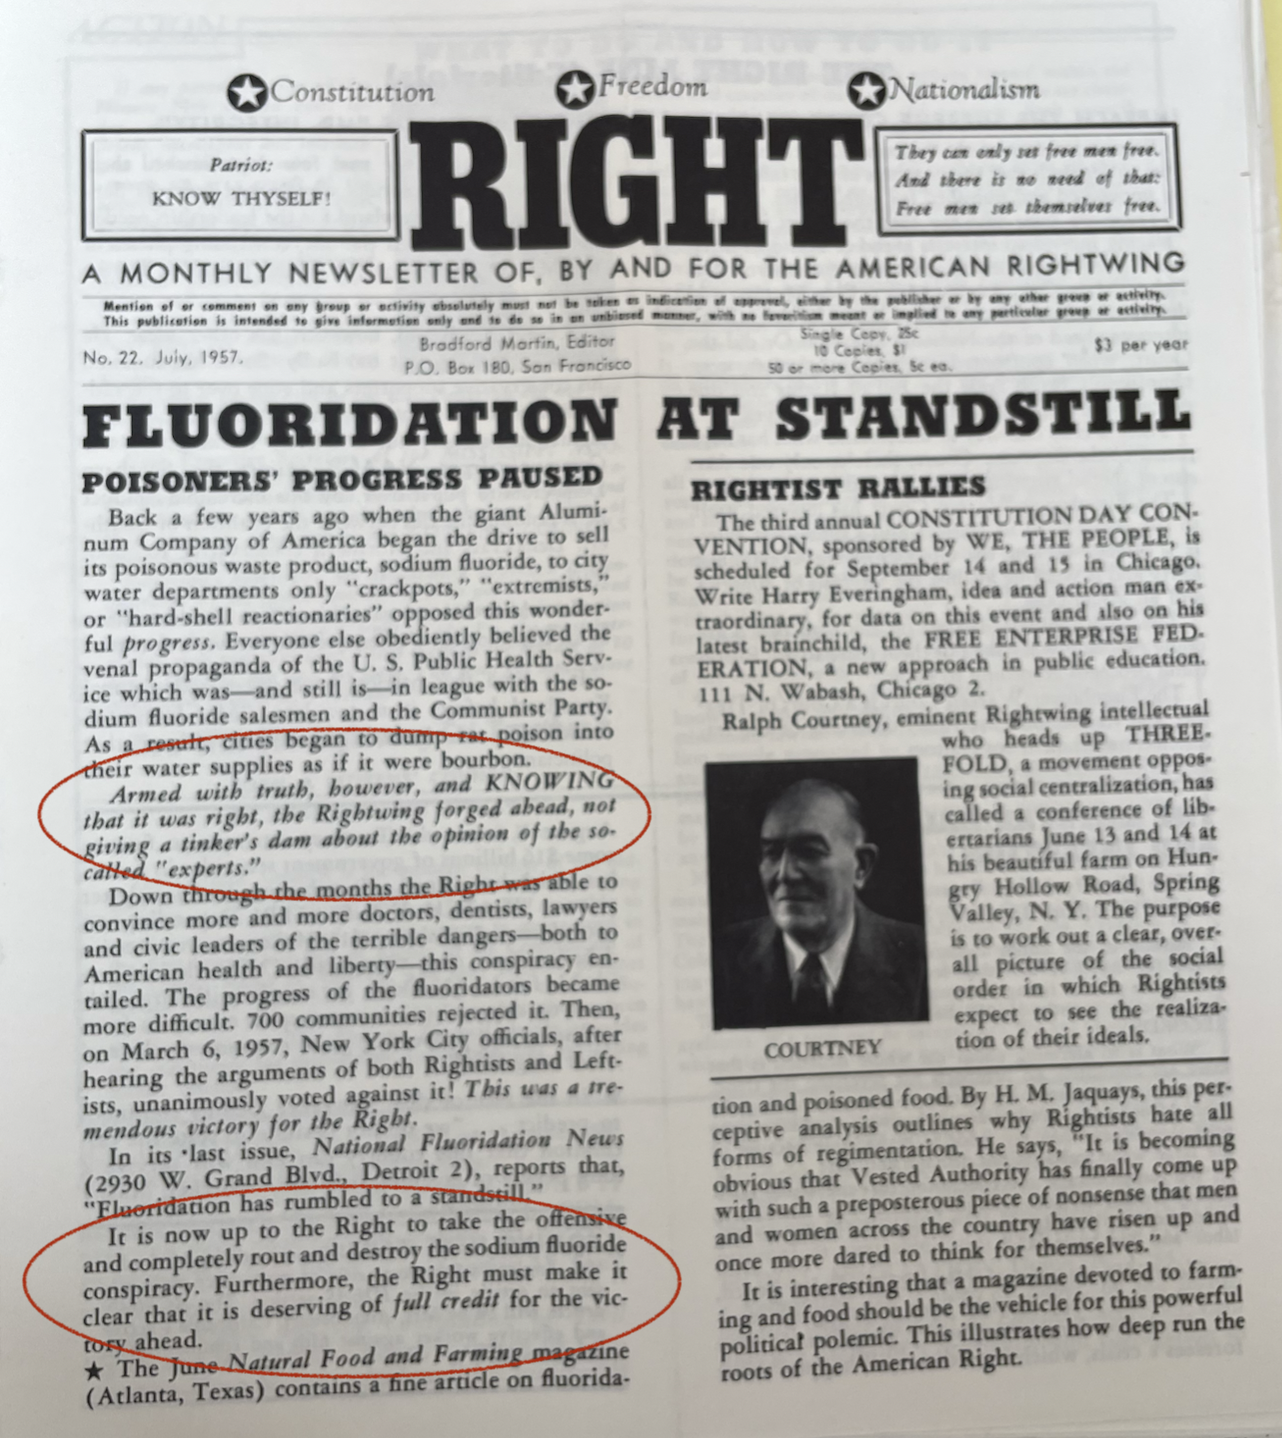 Constitution
Freedom
Nationalism
Patriot:
KNOW THYSELF!
RIGHT
They can only set free men free.
And there is no need of that:
Free men set themselves free.
A MONTHLY NEWSLETTER OF, BY AND FOR THE AMERICAN RIGHTWING
Mention of or comment on any group or activity absolutely must not be taken as indication of approval, either by the publisher or by any other group or activity.
This publication is intended to give information only and to do so in an unbiased manner, with no favoritism meant or implied to any particular group or activity.
No. 22. July, 1957.
Bradford Martin, Editor
P.O. Box 180, San Francisco
Single Copy, 25c
10 Copies, $1
50 or more Copies, 5c ea.
$3 per year
FLUORIDATION AT STANDSTILL
POISONERS' PROGRESS PAUSED
Back a few years ago when the giant Alumi-
num Company of America began the drive to sell
its poisonous waste product, sodium fluoride, to city
water departments only "crackpots," "extremists,"
or "hard-shell reactionaries" opposed this wonder-
ful progress. Everyone else obediently believed the
venal propaganda of the U. S. Public Health Serv-
ice which was—and still is—in league with the so-
dium fluoride salesmen and the Communist Party.
As a result, cities began to dump rat poison into
their water supplies as if it were bourbon.
Armed with truth, however, and KNOWING
that it was right, the Rightwing forged ahead, not
giving a tinker's dam about the opinion of the so-
called "experts."
Down through the months the Right was able to
convince more and more doctors, dentists, lawyers
and civic leaders of the terrible dangers—both to
American health and liberty—this conspiracy en-
tailed. The progress of the fluoridators became
more difficult. 700 communities rejected it. Then,
on March 6, 1957, New York City officials, after
hearing the arguments of both Rightists and Left-
ists, unanimously voted against it! This was a tre-
mendous victory for the Right.
In its last issue, National Fluoridation News
(2930 W. Grand Blvd., Detroit 2), reports that,
"Fluoridation has rumbled to a standstill."
It is now up to the Right to take the offensive
and completely rout and destroy the sodium fluoride
conspiracy. Furthermore, the Right must make it
clear that it is deserving of full credit for the vic-
tory ahead.
★ The June Natural Food and Farming magazine
(Atlanta, Texas) contains a fine article on fluorida-
RIGHTIST RALLIES
The third annual CONSTITUTION DAY CON-
VENTION, sponsored by WE, THE PEOPLE, is
scheduled for September 14 and 15 in Chicago.
Write Harry Everingham, idea and action man ex-
traordinary, for data on this event and also on his
latest brainchild, the FREE ENTERPRISE FED-
ERATION, a new approach in public education.
111 N. Wabash, Chicago 2.
Ralph Courtney, eminent Rightwing intellectual
who heads up THREE-
FOLD, a movement oppos-
ing social centralization, has
called a conference of lib-
ertarians June 13 and 14 at
his beautiful farm on Hun-
gry Hollow Road, Spring
Valley, N. Y. The purpose
is to work out a clear, over-
all picture of the social
order in which Rightists
expect to see the realiza-
tion of their ideals.
COURTNEY
tion and poisoned food. By H. M. Jaquays, this per-
ceptive analysis outlines why Rightists hate all
forms of regimentation. He says, "It is becoming
obvious that Vested Authority has finally come up
with such a preposterous piece of nonsense that men
and women across the country have risen up and
once more dared to think for themselves."
It is interesting that a magazine devoted to farm-
ing and food should be the vehicle for this powerful
political polemic. This illustrates how deep run the
roots of the American Right.